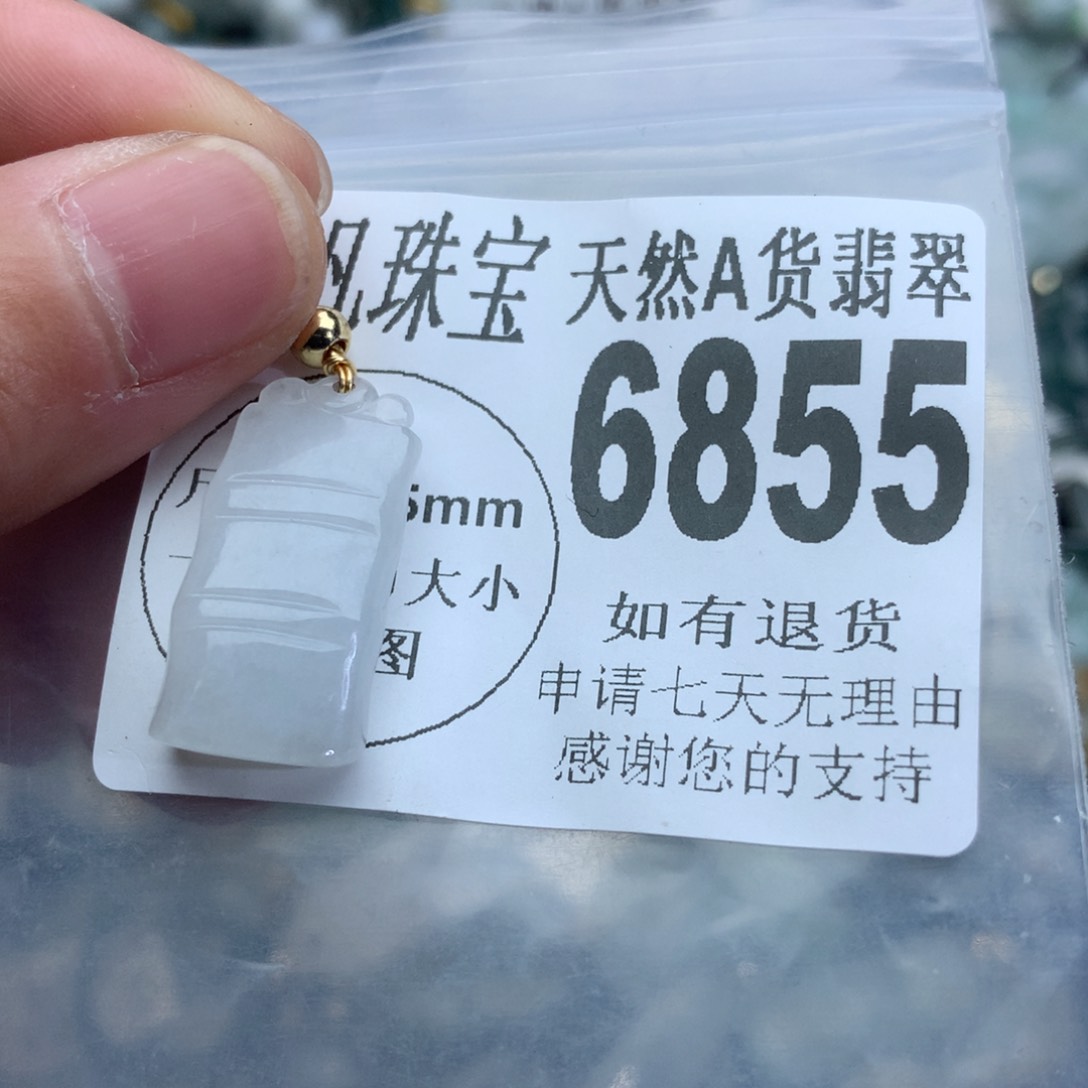 珠宝 天然A货翡翠
6855
5mm
大小
图
如有退货
申请七天无理由
感谢您的支持